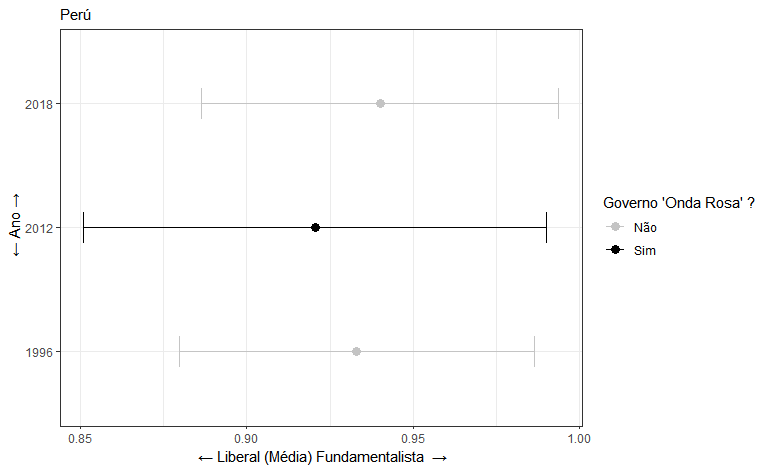 Perú
2018
2012
1996
← Ano →
0.85 0.90 0.95 1.00
← Liberal (Média) Fundamentalista →
Governo 'Onda Rosa' ?
Não
Sim